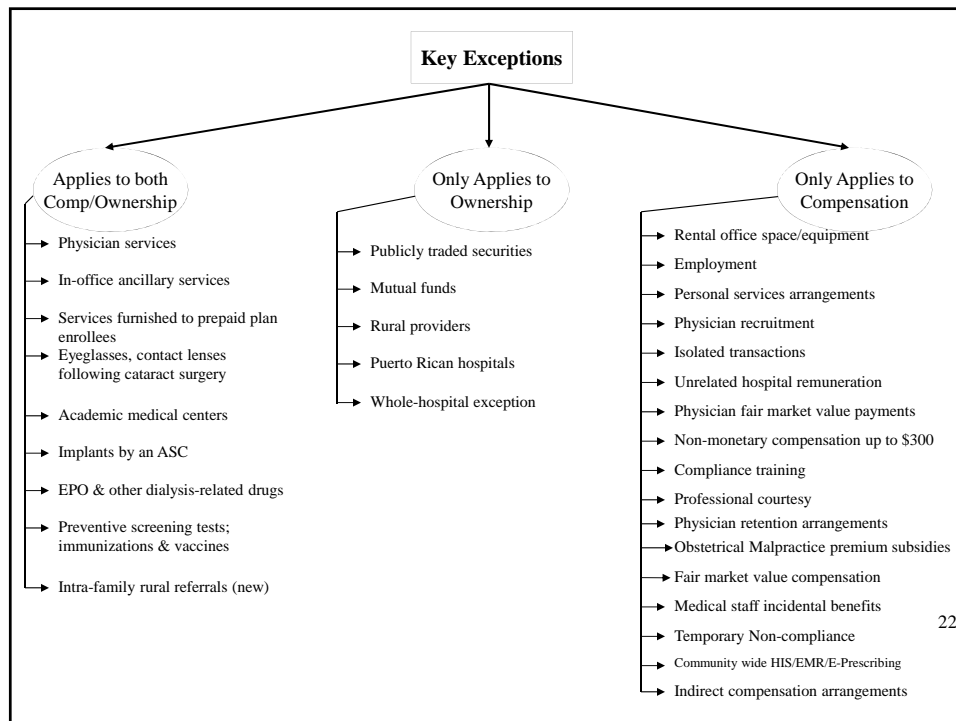 Key Exceptions
Applies to both
Comp/Ownership
Physician services
In-office ancillary services
Services furnished to prepaid plan
enrollees
Eyeglasses, contact lenses
following cataract surgery
Academic medical centers
Implants by an ASC
EPO & other dialysis-related drugs
Preventive screening tests;
immunizations & vaccines
Intra-family rural referrals (new)
Only Applies to
Ownership
Publicly traded securities
Mutual funds
Rural providers
Puerto Rican hospitals
Whole-hospital exception
Only Applies to
Compensation
Rental office space/equipment
Employment
Personal services arrangements
Physician recruitment
Isolated transactions
Unrelated hospital remuneration
Physician fair market value payments
Non-monetary compensation up to $300
Compliance training
Professional courtesy
Physician retention arrangements
Obstetrical Malpractice premium subsidies
Fair market value compensation
Medical staff incidental benefits
Temporary Non-compliance
Community wide HIS/EMR/E-Prescribing
Indirect compensation arrangements
22